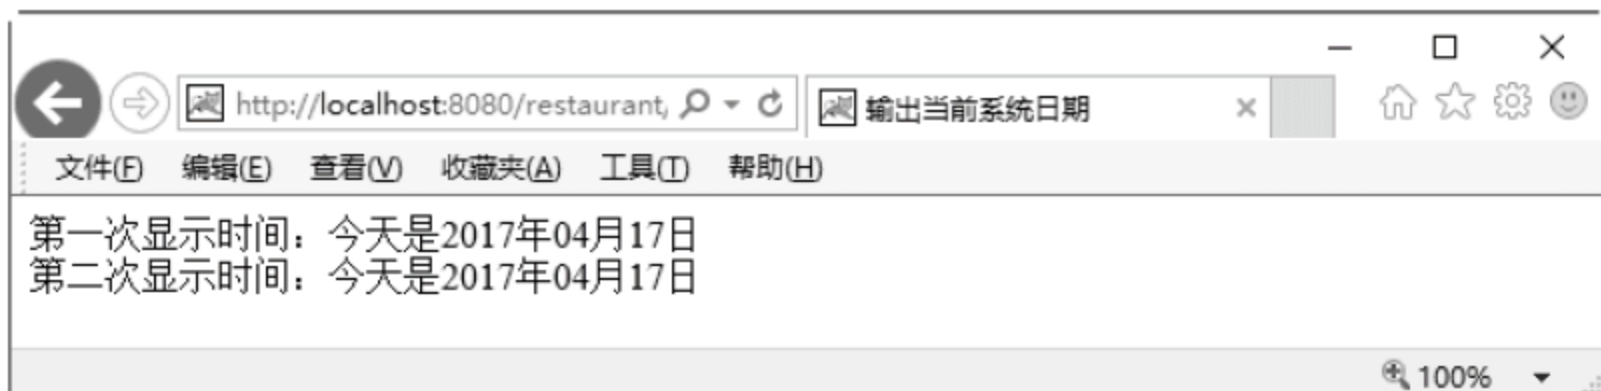 http://localhost:8080/restaurant,
输出当前系统日期
文件(F) 编辑(E) 查看(V) 收藏夹(A) 工具(T) 帮助(H)
第一次显示时间：今天是2017年04月17日
第二次显示时间：今天是2017年04月17日
100%